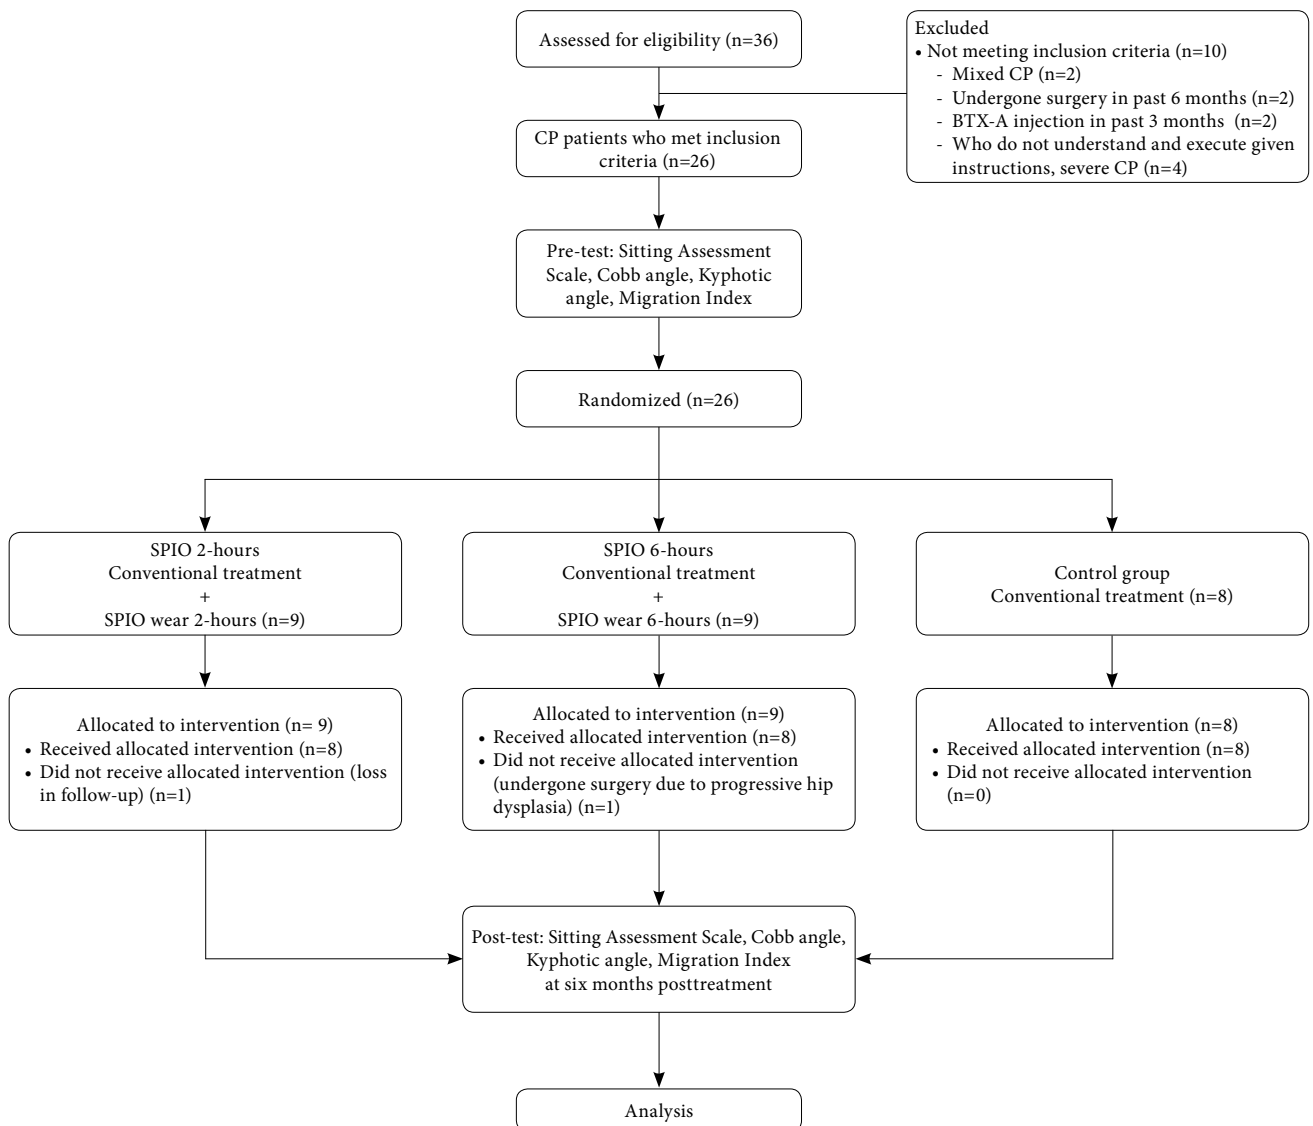 Assessed for eligibility (n=36)
Excluded
• Not meeting inclusion criteria (n=10)
- Mixed CP (n=2)
- Undergone surgery in past 6 months (n=2)
- BTX-A injection in past 3 months (n=2)
- Who do not understand and execute given
instructions, severe CP (n=4)
CP patients who met inclusion
criteria (n=26)
Pre-test: Sitting Assessment
Scale, Cobb angle, Kyphotic
angle, Migration Index
Randomized (n=26)
SPIO 2-hours
Conventional treatment
+
SPIO wear 2-hours (n=9)
SPIO 6-hours
Conventional treatment
+
SPIO wear 6-hours (n=9)
Control group
Conventional treatment (n=8)
Allocated to intervention (n= 9)
• Received allocated intervention (n=8)
• Did not receive allocated intervention (loss
in follow-up) (n=1)
Allocated to intervention (n=9)
• Received allocated intervention (n=8)
• Did not receive allocated intervention
(undergone surgery due to progressive hip
dysplasia) (n=1)
Allocated to intervention (n=8)
• Received allocated intervention (n=8)
• Did not receive allocated intervention
(n=0)
Post-test: Sitting Assessment Scale, Cobb angle,
Kyphotic angle, Migration Index
at six months posttreatment
Analysis